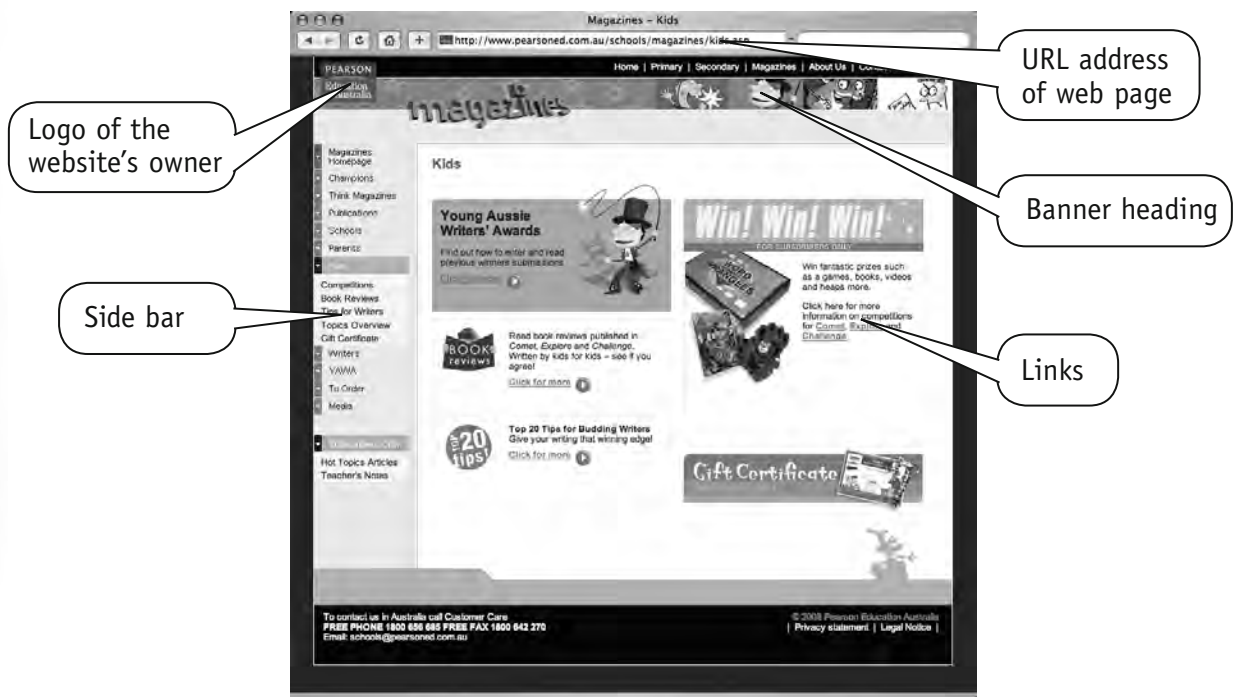 Magazines – Kids
http://www.pearsoned.com.au/schools/magazines/kids.asp
URL address
of web page
PEARSON
Education
Australia
Home | Primary | Secondary | Magazines | About Us |
magazines
Logo of the
website's owner
Banner heading
Side bar
Links
Magazines
Homepage
Champions
Think Magazines
Publications
Schools
Parents
Competitions
Book Reviews
Tips for Writers
Topics Overview
Gift Certificate
Writers
YAWA
To Order
Media
Hot Topics Articles
Teacher's Notes
Kids
Young Aussie
Writers' Awards
Find out how to enter and read
previous winners submissions
BOOK
reviews
Read book reviews published in
Comet, Explore and Challenge.
Written by kids for kids – see if you
agree!
Click for more
TOP
20
tips!
Top 20 Tips for Budding Writers
Give your writing that winning edge!
Click for more
Win! Win! Win!
FOR SUBSCRIBERS ONLY
Win fantastic prizes such
as a games, books, videos
and heaps more.
Click here for more
information on competitions
for Comet, Explore and
Challenge
Gift Certificate
To contact us in Australia call Customer Care
FREE PHONE 1800 656 685 FREE FAX 1800 642 270
Email: schools@pearsoned.com.au
© 2008 Pearson Education Australia
| Privacy statement | Legal Notice |